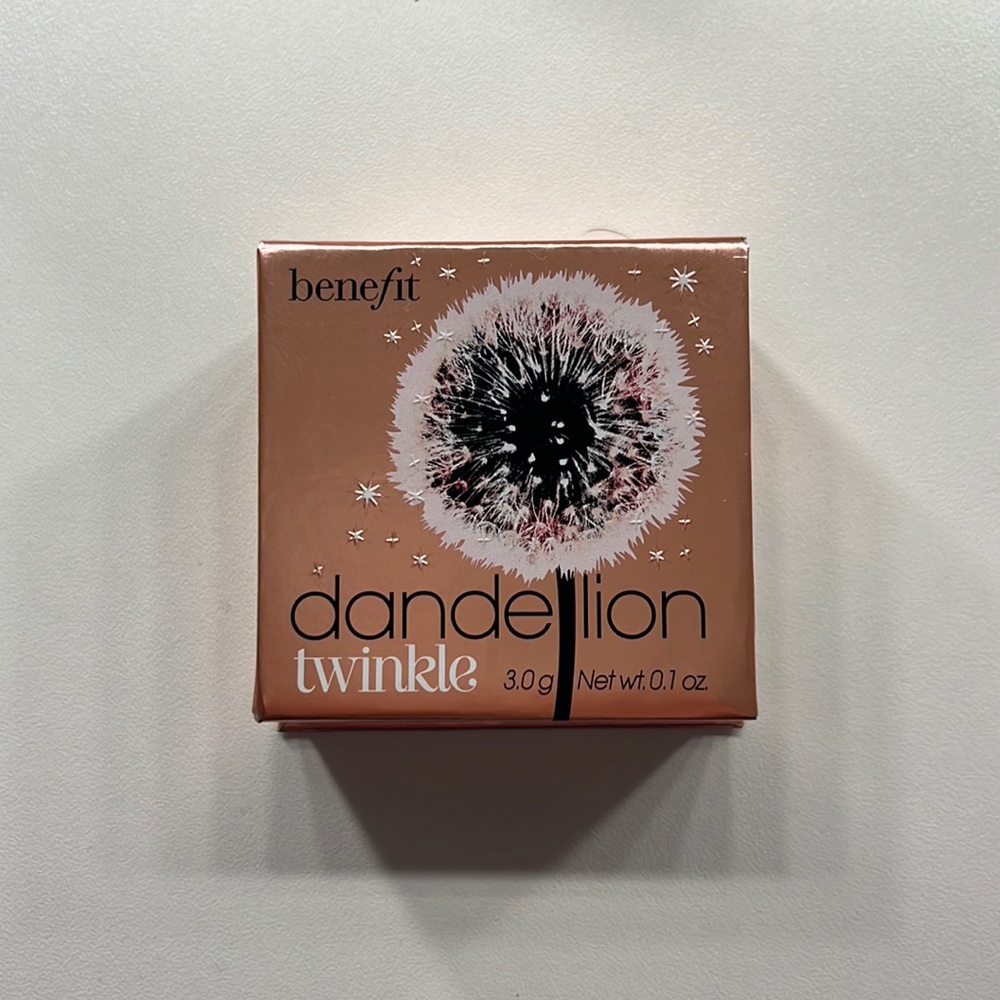 benefit
dandelion
twinkle 3.0 g Net wt. 0.1 oz.